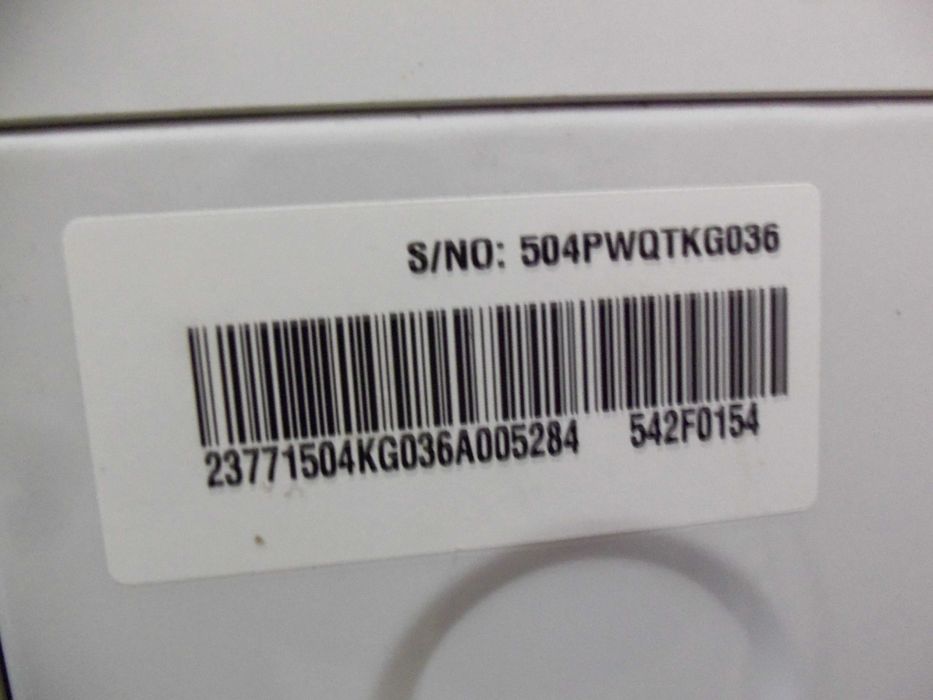 S/NO: 504PWQTKG036
23771504KG036A005284 542F0154